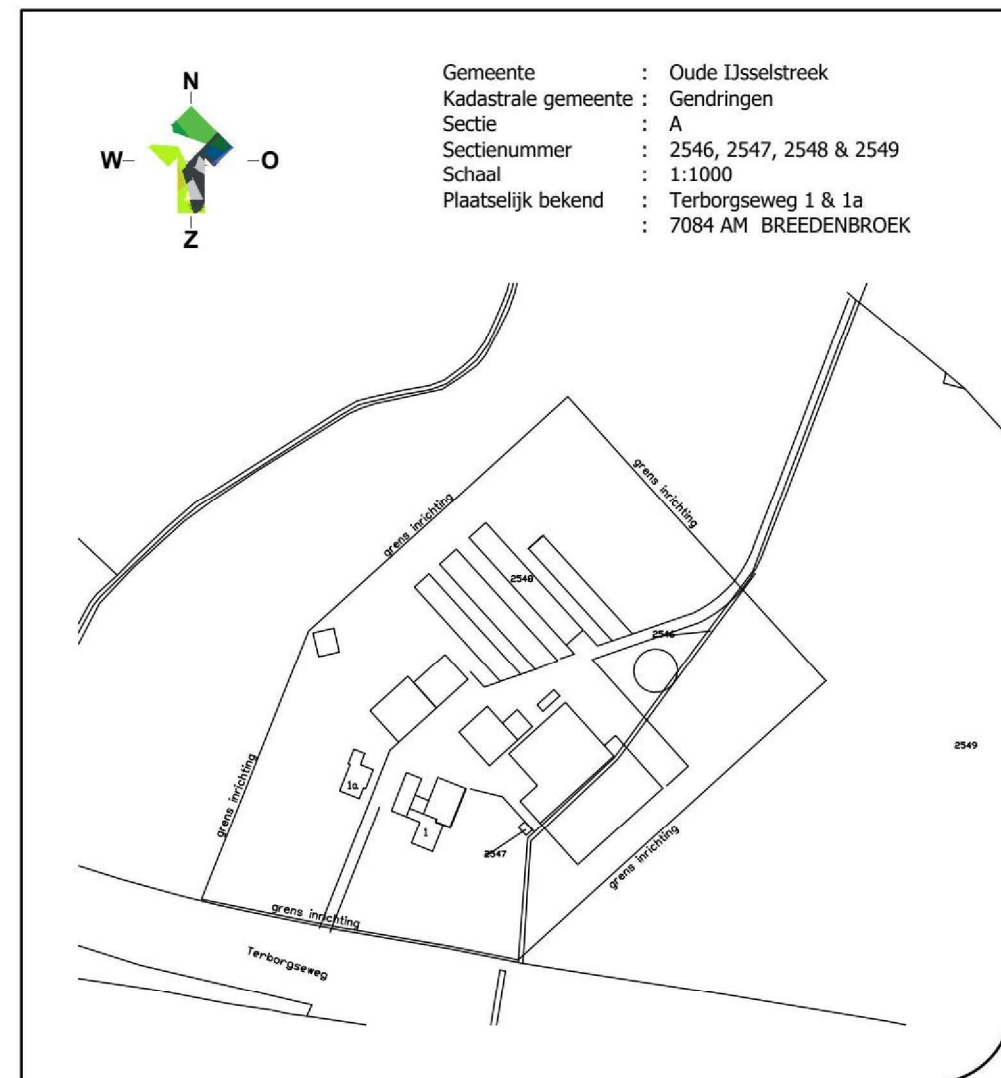 N
W
O
Z
Gemeente : Oude IJsselstreek
Kadastrale gemeente : Gendringen
Sectie : A
Sectienummer : 2546, 2547, 2548 & 2549
Schaal : 1:1000
Plaatselijk bekend : Terborgseweg 1 & 1a
: 7084 AM BREEDENBROEK
grens inrichting
grens inrichting
2548
2546
2549
grens inrichting
1a
1
2547
grens inrichting
grens inrichting
Terborgseweg